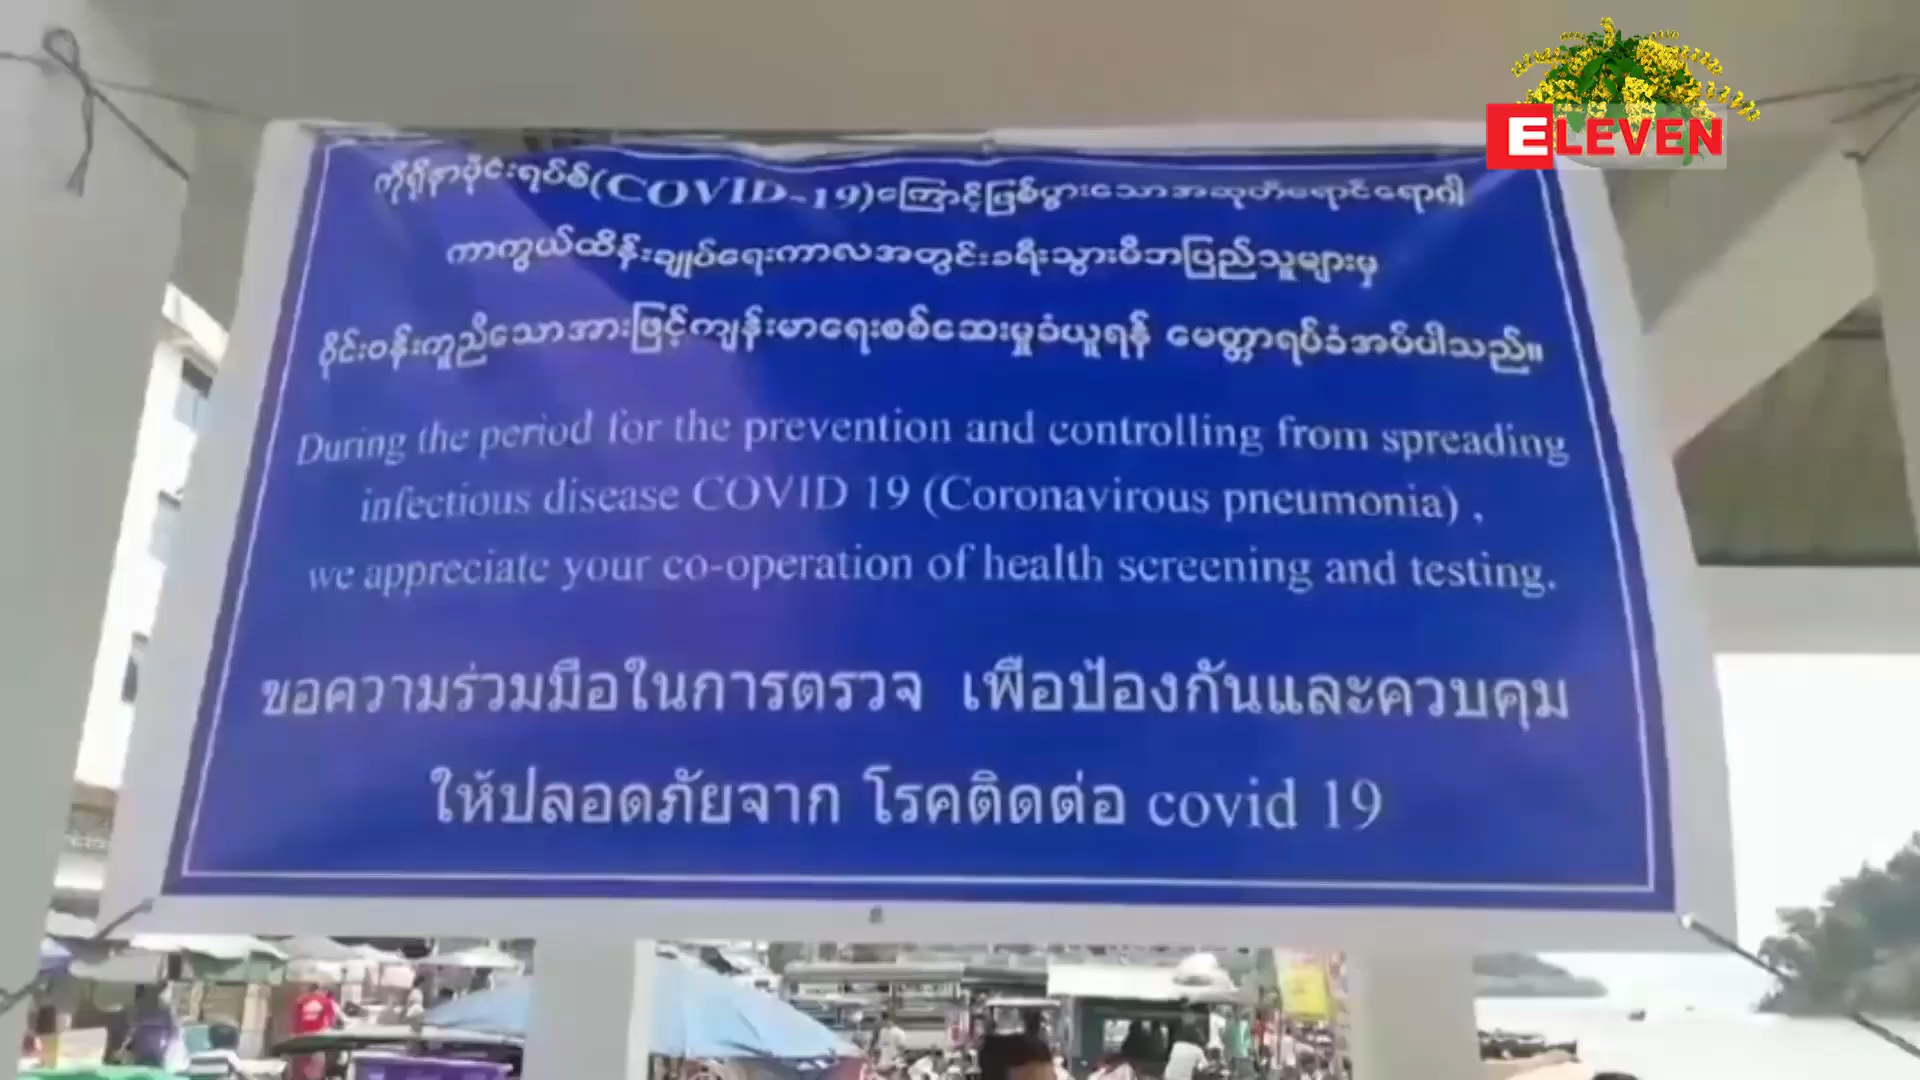 ELEVEN
ကိုရိုနာဗိုင်းရပ်စ်(COVID-19)ကြောင့်ဖြစ်ပွားသောအဆုတ်ရောင်ရောဂါ
ကာကွယ်ထိန်းချုပ်ရေးကာလအတွင်းခရီးသွားမိဘပြည်သူများမှ
ဝိုင်းဝန်းကူညီသောအားဖြင့်ကျန်းမာရေးစစ်ဆေးမှုခံယူရန် မေတ္တာရပ်ခံအပ်ပါသည်။
During the period for the prevention and controlling from spreading
infectious disease COVID 19 (Coronavirous pneumonia) ,
we appreciate your co-operation of health screening and testing.
ขอความร่วมมือในการตรวจ เพื่อป้องกันและควบคุม
ให้ปลอดภัยจาก โรคติดต่อ covid 19